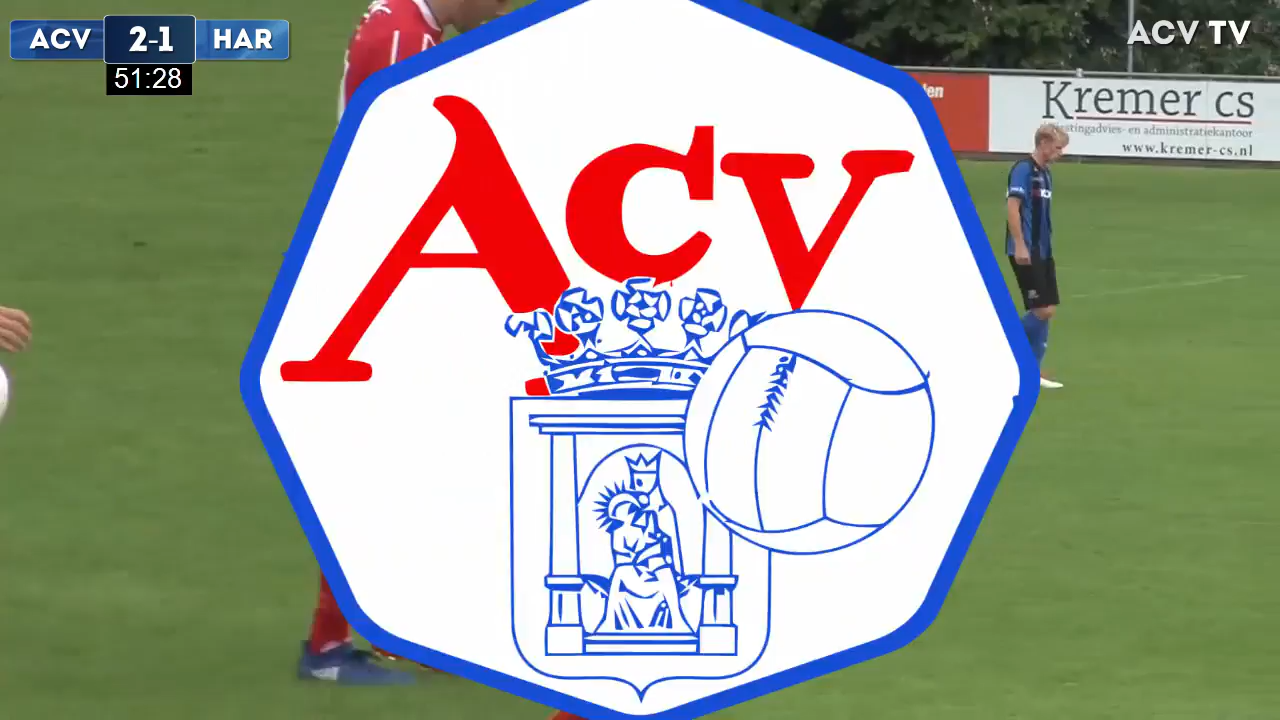 ACV 2-1 HAR
51:28
ACV TV
Kremer cs
www.kremer-cs.nl
en administratiekantoor
ACV